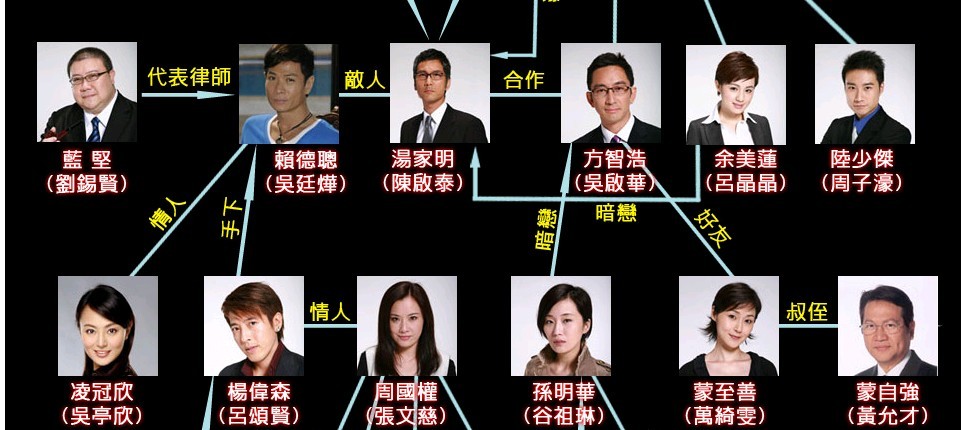 代表律師
敵人
合作
藍 堅
(劉錫賢)
賴德聰
(吳廷燁)
湯家明
(陳啟泰)
方智浩
(吳啟華)
余美蓮
(呂晶晶)
陸少傑
(周子濠)
情人
手下
暗戀
暗戀
好友
情人
叔侄
凌冠欣
(吳亭欣)
楊偉森
(呂頌賢)
周國權
(張文慈)
孫明華
(谷祖琳)
蒙至善
(萬綺雯)
蒙自強
(黃允才)